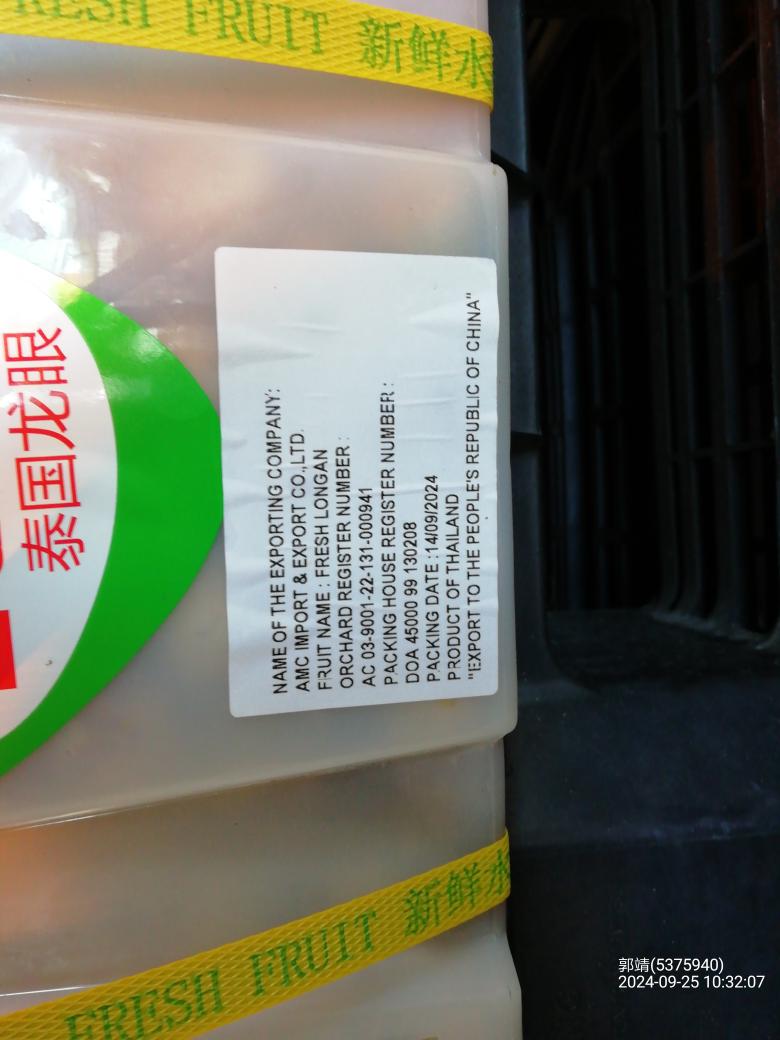 FRESH FRUIT 新鲜水
泰国龙眼
NAME OF THE EXPORTING COMPANY:
AMC IMPORT & EXPORT CO.,LTD.
FRUIT NAME : FRESH LONGAN
ORCHARD REGISTER NUMBER :
AC 03-9001-22-131-000941
PACKING HOUSE REGISTER NUMBER :
DOA 45000 99 130208
PACKING DATE :14/09/2024
PRODUCT OF THAILAND
"EXPORT TO THE PEOPLE'S REPUBLIC OF CHINA"
FRESH FRUIT 新鲜水
郭靖(5375940)
2024-09-25 10:32:07